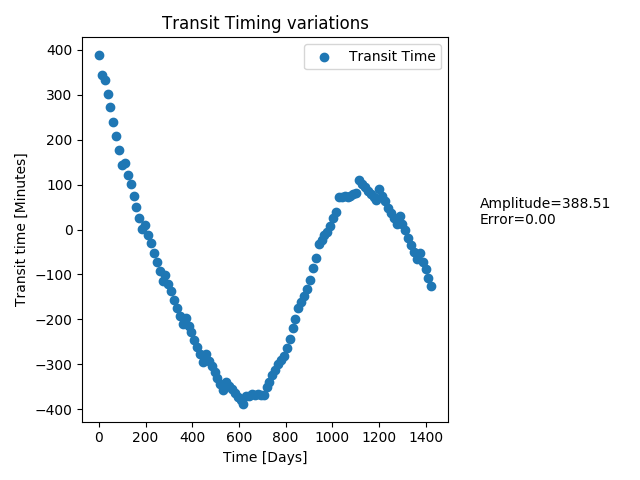 Transit Timing variations
Transit Time
Transit time [Minutes]
400
300
200
100
0
−100
−200
−300
−400
0 200 400 600 800 1000 1200 1400
Time [Days]
Amplitude=388.51
Error=0.00